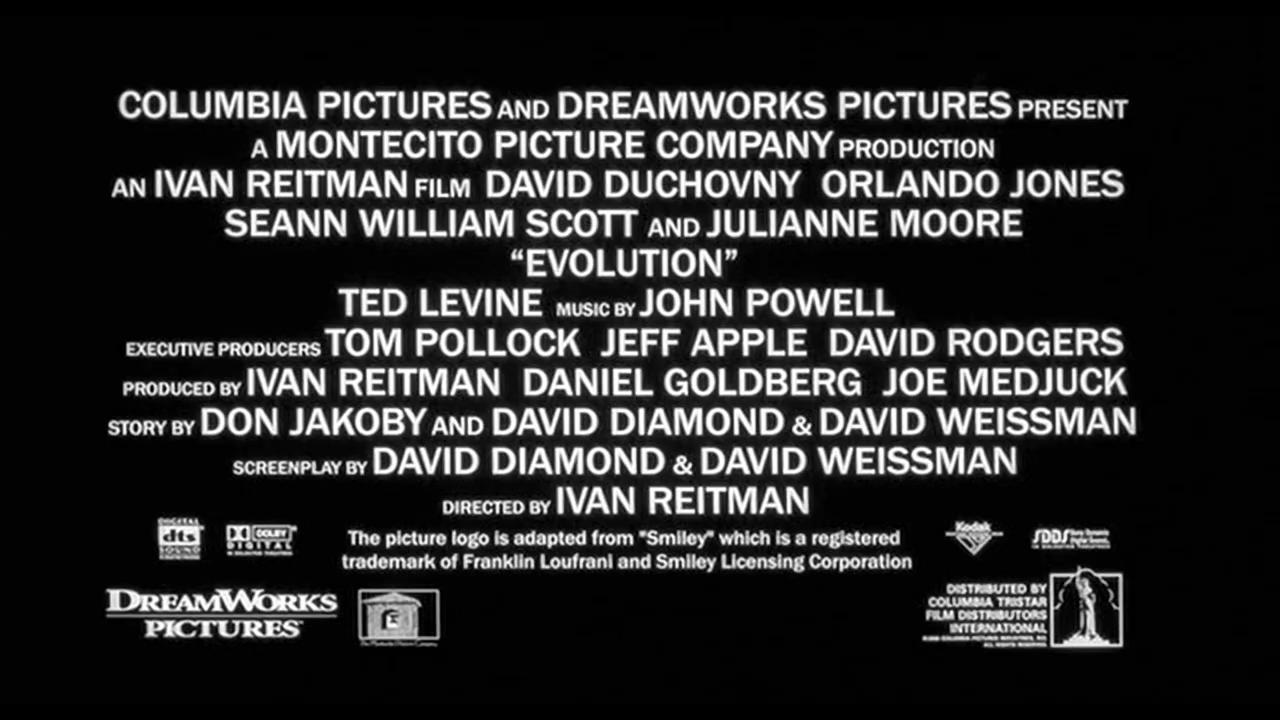 COLUMBIA PICTURES AND DREAMWORKS PICTURES PRESENT
A MONTECITO PICTURE COMPANY PRODUCTION
AN IVAN REITMAN FILM DAVID DUCHOVNY ORLANDO JONES
SEANN WILLIAM SCOTT AND JULIANNE MOORE
“EVOLUTION”
TED LEVINE MUSIC BY JOHN POWELL
EXECUTIVE PRODUCERS TOM POLLOCK JEFF APPLE DAVID RODGERS
PRODUCED BY IVAN REITMAN DANIEL GOLDBERG JOE MEDJUCK
STORY BY DON JAKOBY AND DAVID DIAMOND & DAVID WEISSMAN
SCREENPLAY BY DAVID DIAMOND & DAVID WEISSMAN
DIRECTED BY IVAN REITMAN
DIGITAL
dts
SOUND
DOLBY
DIGITAL
The picture logo is adapted from "Smiley" which is a registered
trademark of Franklin Loufrani and Smiley Licensing Corporation
Kodak
SDDS
DREAMWORKS
PICTURES
DISTRIBUTED BY
COLUMBIA TRISTAR
FILM DISTRIBUTORS
INTERNATIONAL